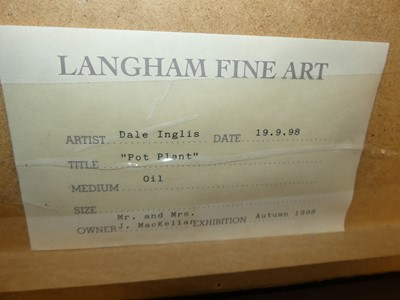 LANGHAM FINE ART
ARTIST Dale Inglis DATE 19.9.98
TITLE "Pot Plant"
MEDIUM Oil
SIZE
Mr. and Mrs.
OWNER J. MacKellan EXHIBITION Autumn 1998